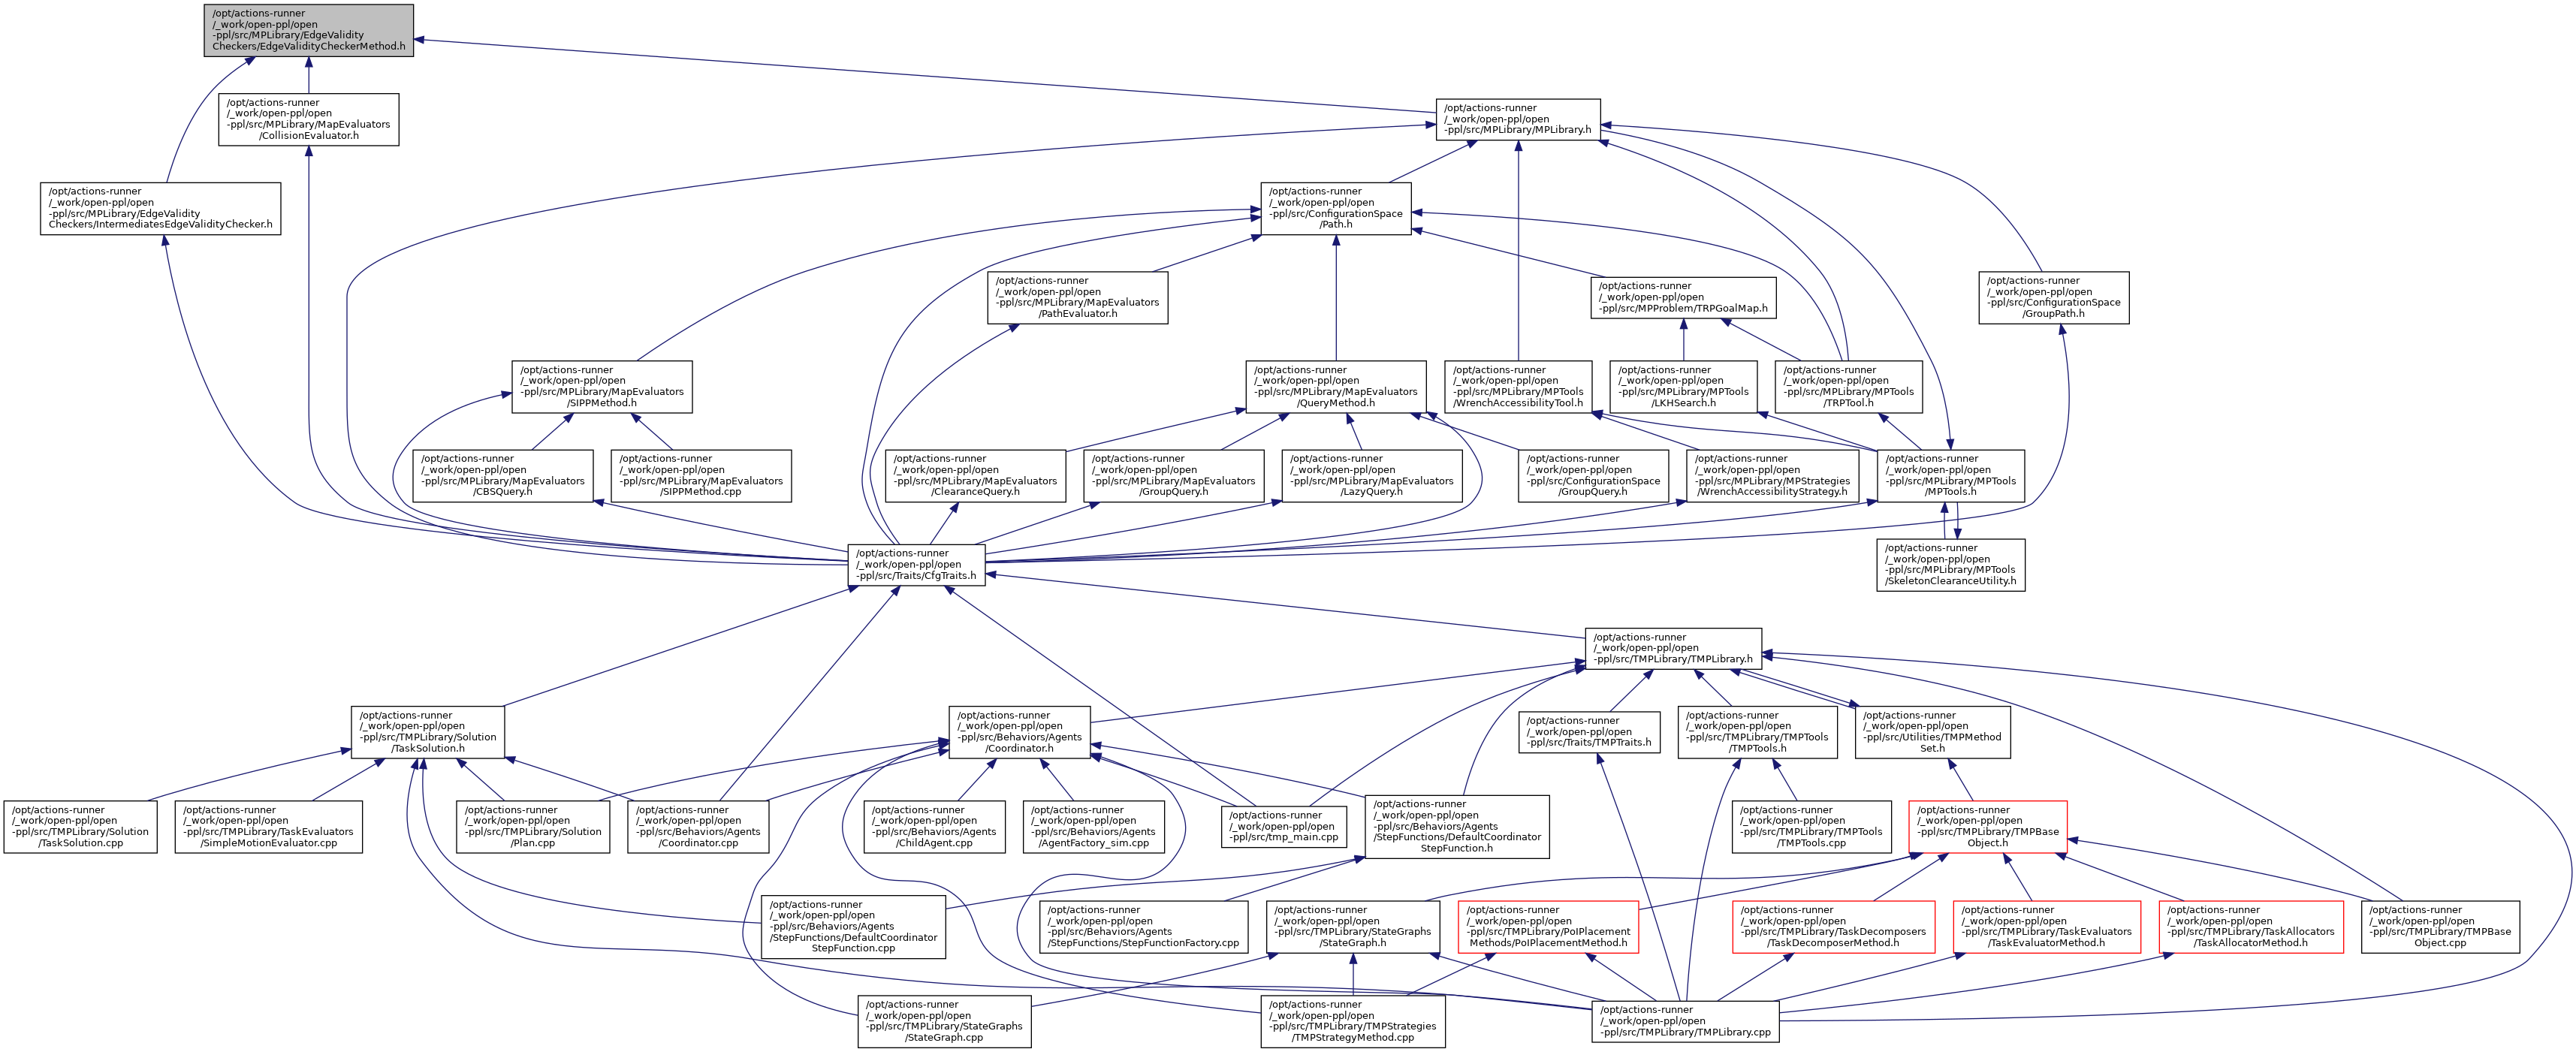 /opt/actions-runner
/_work/open-ppl/open
-ppl/src/MPLibrary/EdgeValidity
Checkers/EdgeValidityCheckerMethod.h
/opt/actions-runner
/_work/open-ppl/open
-ppl/src/MPLibrary/MapEvaluators
/CollisionEvaluator.h
/opt/actions-runner
/_work/open-ppl/open
-ppl/src/MPLibrary/MPLibrary.h
/opt/actions-runner
/_work/open-ppl/open
-ppl/src/MPLibrary/EdgeValidity
Checkers/IntermediatesEdgeValidityChecker.h
/opt/actions-runner
/_work/open-ppl/open
-ppl/src/ConfigurationSpace
/Path.h
/opt/actions-runner
/_work/open-ppl/open
-ppl/src/MPLibrary/MapEvaluators
/PathEvaluator.h
/opt/actions-runner
/_work/open-ppl/open
-ppl/src/MPProblem/TRPGoalMap.h
/opt/actions-runner
/_work/open-ppl/open
-ppl/src/ConfigurationSpace
/GroupPath.h
/opt/actions-runner
/_work/open-ppl/open
-ppl/src/MPLibrary/MapEvaluators
/SIPPMethod.h
/opt/actions-runner
/_work/open-ppl/open
-ppl/src/MPLibrary/MapEvaluators
/QueryMethod.h
/opt/actions-runner
/_work/open-ppl/open
-ppl/src/MPLibrary/MPTools
/WrenchAccessibilityTool.h
/opt/actions-runner
/_work/open-ppl/open
-ppl/src/MPLibrary/MPTools
/LKHSearch.h
/opt/actions-runner
/_work/open-ppl/open
-ppl/src/MPLibrary/MPTools
/TRPTool.h
/opt/actions-runner
/_work/open-ppl/open
-ppl/src/MPLibrary/MapEvaluators
/CBSQuery.h
/opt/actions-runner
/_work/open-ppl/open
-ppl/src/MPLibrary/MapEvaluators
/SIPPMethod.cpp
/opt/actions-runner
/_work/open-ppl/open
-ppl/src/MPLibrary/MapEvaluators
/ClearanceQuery.h
/opt/actions-runner
/_work/open-ppl/open
-ppl/src/MPLibrary/MapEvaluators
/GroupQuery.h
/opt/actions-runner
/_work/open-ppl/open
-ppl/src/MPLibrary/MapEvaluators
/LazyQuery.h
/opt/actions-runner
/_work/open-ppl/open
-ppl/src/ConfigurationSpace
/GroupQuery.h
/opt/actions-runner
/_work/open-ppl/open
-ppl/src/MPLibrary/MPStrategies
/WrenchAccessibilityStrategy.h
/opt/actions-runner
/_work/open-ppl/open
-ppl/src/MPLibrary/MPTools
/MPTools.h
/opt/actions-runner
/_work/open-ppl/open
-ppl/src/Traits/CfgTraits.h
/opt/actions-runner
/_work/open-ppl/open
-ppl/src/MPLibrary/MPTools
/SkeletonClearanceUtility.h
/opt/actions-runner
/_work/open-ppl/open
-ppl/src/TMPLibrary/TMPLibrary.h
/opt/actions-runner
/_work/open-ppl/open
-ppl/src/TMPLibrary/Solution
/TaskSolution.h
/opt/actions-runner
/_work/open-ppl/open
-ppl/src/Behaviors/Agents
/Coordinator.h
/opt/actions-runner
/_work/open-ppl/open
-ppl/src/Traits/TMPTraits.h
/opt/actions-runner
/_work/open-ppl/open
-ppl/src/TMPLibrary/TMPTools
/TMPTools.h
/opt/actions-runner
/_work/open-ppl/open
-ppl/src/Utilities/TMPMethod
Set.h
/opt/actions-runner
/_work/open-ppl/open
-ppl/src/TMPLibrary/Solution
/TaskSolution.cpp
/opt/actions-runner
/_work/open-ppl/open
-ppl/src/TMPLibrary/TaskEvaluators
/SimpleMotionEvaluator.cpp
/opt/actions-runner
/_work/open-ppl/open
-ppl/src/TMPLibrary/Solution
/Plan.cpp
/opt/actions-runner
/_work/open-ppl/open
-ppl/src/Behaviors/Agents
/Coordinator.cpp
/opt/actions-runner
/_work/open-ppl/open
-ppl/src/Behaviors/Agents
/ChildAgent.cpp
/opt/actions-runner
/_work/open-ppl/open
-ppl/src/Behaviors/Agents
/AgentFactory_sim.cpp
/opt/actions-runner
/_work/open-ppl/open
-ppl/src/tmp_main.cpp
/opt/actions-runner
/_work/open-ppl/open
-ppl/src/Behaviors/Agents
/StepFunctions/DefaultCoordinator
StepFunction.h
/opt/actions-runner
/_work/open-ppl/open
-ppl/src/TMPLibrary/TMPTools
/TMPTools.cpp
/opt/actions-runner
/_work/open-ppl/open
-ppl/src/TMPLibrary/TMPBase
Object.h
/opt/actions-runner
/_work/open-ppl/open
-ppl/src/Behaviors/Agents
/StepFunctions/DefaultCoordinator
StepFunction.cpp
/opt/actions-runner
/_work/open-ppl/open
-ppl/src/Behaviors/Agents
/StepFunctions/StepFunctionFactory.cpp
/opt/actions-runner
/_work/open-ppl/open
-ppl/src/TMPLibrary/StateGraphs
/StateGraph.h
/opt/actions-runner
/_work/open-ppl/open
-ppl/src/TMPLibrary/PoIPlacement
Methods/PoIPlacementMethod.h
/opt/actions-runner
/_work/open-ppl/open
-ppl/src/TMPLibrary/TaskDecomposers
/TaskDecomposerMethod.h
/opt/actions-runner
/_work/open-ppl/open
-ppl/src/TMPLibrary/TaskEvaluators
/TaskEvaluatorMethod.h
/opt/actions-runner
/_work/open-ppl/open
-ppl/src/TMPLibrary/TaskAllocators
/TaskAllocatorMethod.h
/opt/actions-runner
/_work/open-ppl/open
-ppl/src/TMPLibrary/TMPBase
Object.cpp
/opt/actions-runner
/_work/open-ppl/open
-ppl/src/TMPLibrary/StateGraphs
/StateGraph.cpp
/opt/actions-runner
/_work/open-ppl/open
-ppl/src/TMPLibrary/TMPStrategies
/TMPStrategyMethod.cpp
/opt/actions-runner
/_work/open-ppl/open
-ppl/src/TMPLibrary/TMPLibrary.cpp